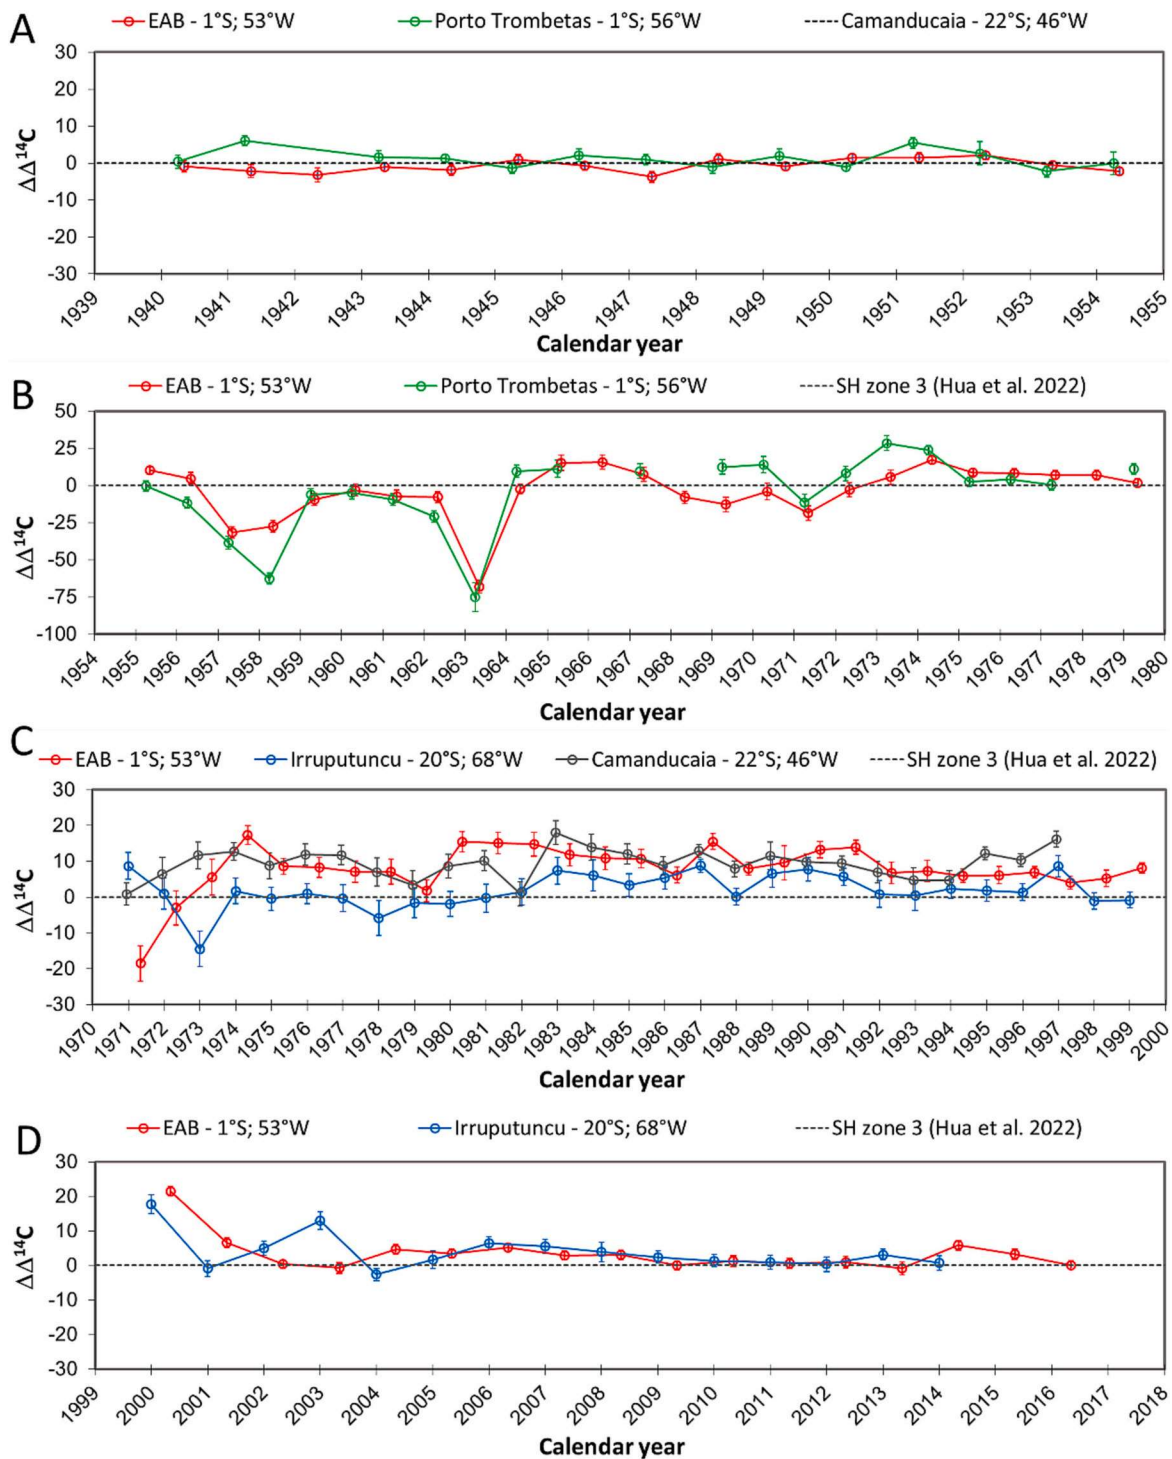 A
EAB - 1°S; 53°W Porto Trombetas - 1°S; 56°W Camanducaia - 22°S; 46°W
30
20
10
0
-10
-20
-30
ΔΔ¹⁴C
1939 1940 1941 1942 1943 1944 1945 1946 1947 1948 1949 1950 1951 1952 1953 1954 1955
Calendar year
B
EAB - 1°S; 53°W Porto Trombetas - 1°S; 56°W SH zone 3 (Hua et al. 2022)
50
25
0
-25
-50
-75
-100
ΔΔ¹⁴C
1954 1955 1956 1957 1958 1959 1960 1961 1962 1963 1964 1965 1966 1967 1968 1969 1970 1971 1972 1973 1974 1975 1976 1977 1978 1979 1980
Calendar year
C
EAB - 1°S; 53°W Irruputuncu - 20°S; 68°W Camanducaia - 22°S; 46°W SH zone 3 (Hua et al. 2022)
30
20
10
0
-10
-20
-30
ΔΔ¹⁴C
1970 1971 1972 1973 1974 1975 1976 1977 1978 1979 1980 1981 1982 1983 1984 1985 1986 1987 1988 1989 1990 1991 1992 1993 1994 1995 1996 1997 1998 1999 2000
Calendar year
D
EAB - 1°S; 53°W Irruputuncu - 20°S; 68°W SH zone 3 (Hua et al. 2022)
30
20
10
0
-10
-20
-30
ΔΔ¹⁴C
1999 2000 2001 2002 2003 2004 2005 2006 2007 2008 2009 2010 2011 2012 2013 2014 2015 2016 2017 2018
Calendar year